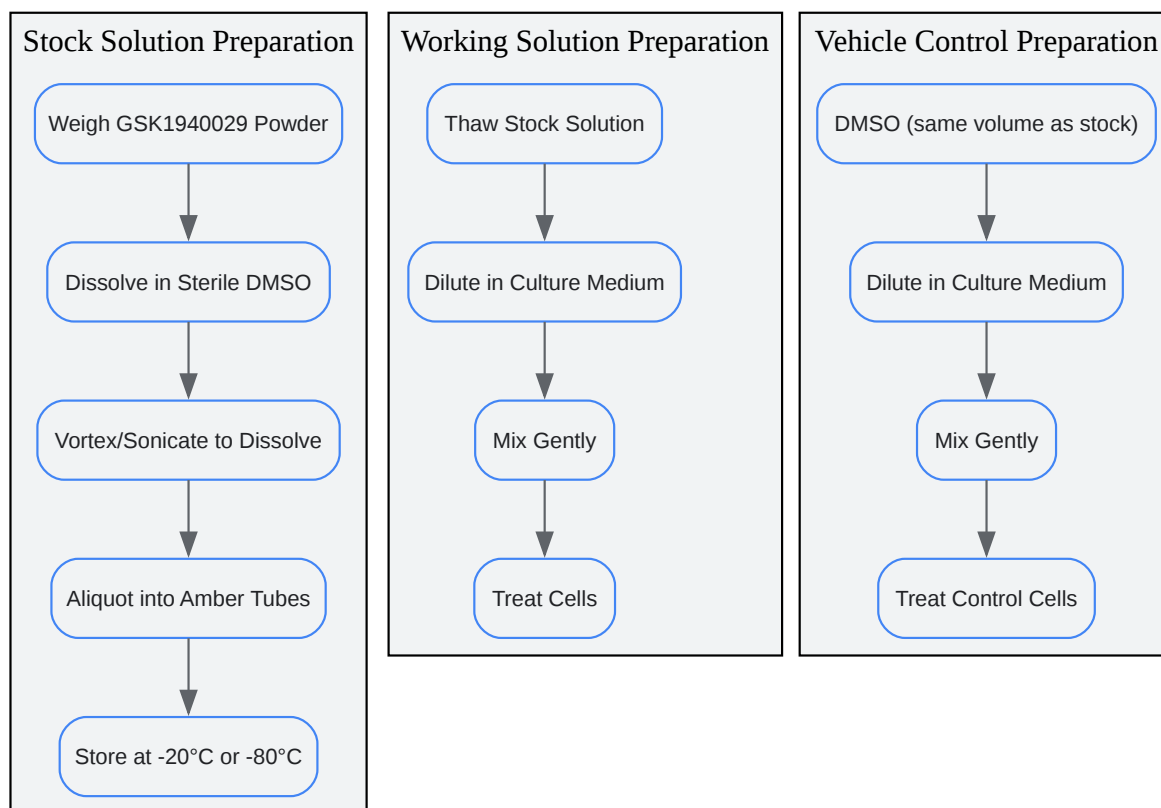 Stock Solution Preparation
Weigh GSK1940029 Powder
Dissolve in Sterile DMSO
Vortex/Sonicate to Dissolve
Aliquot into Amber Tubes
Store at -20°C or -80°C
Working Solution Preparation
Thaw Stock Solution
Dilute in Culture Medium
Mix Gently
Treat Cells
Vehicle Control Preparation
DMSO (same volume as stock)
Dilute in Culture Medium
Mix Gently
Treat Control Cells